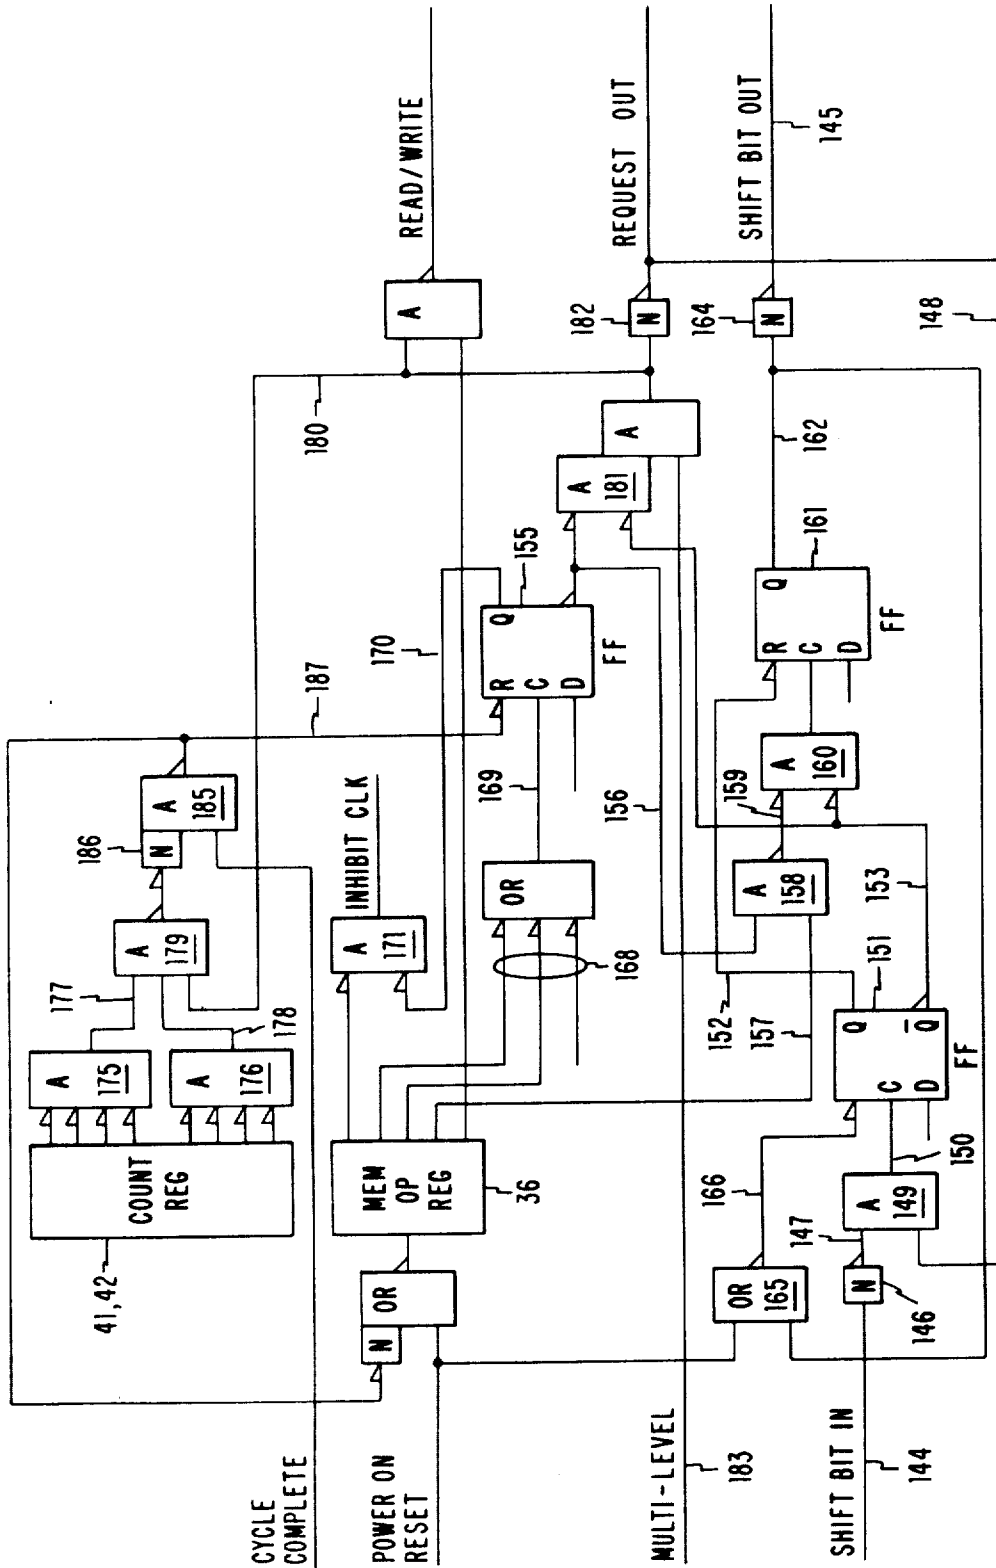 READ/WRITE
REQUEST OUT
SHIFT BIT OUT
145
A
180
182
N
164
N
148
A
A
181
162
187
170
Q
155
R
C
D
FF
Q
161
R
C
D
FF
186
N
A
185
INHIBIT CLK
169
156
159
A
160
177
A
179
178
A
171
OR
168
A
158
153
152
157
Q
151
Q
C
D
FF
A
175
A
176
COUNT
REG
41,42
MEM
OP
REG
36
166
150
A
149
147
N
OR
OR
165
N
146
CYCLE
COMPLETE
POWER ON
RESET
MULTI-LEVEL
183
SHIFT BIT IN
144